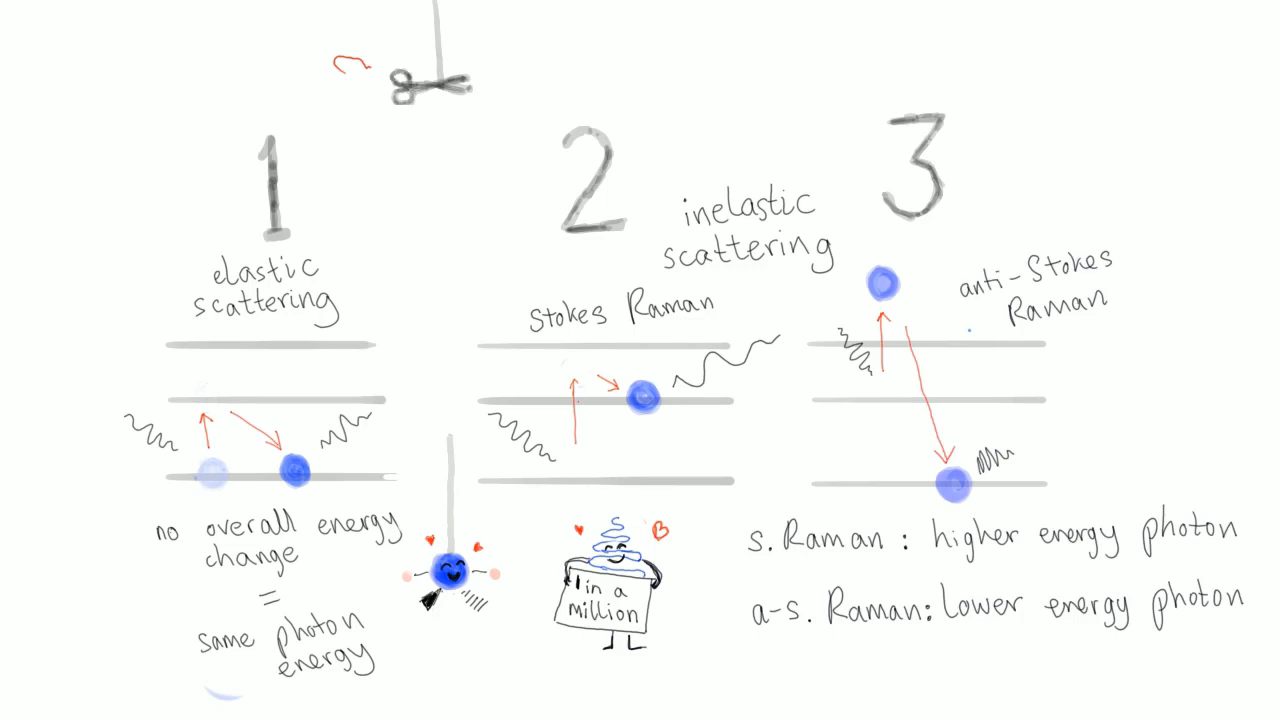 1
elastic
scattering
no overall energy
change
=
same photon
energy
2
Stokes Raman
inelastic
scattering
1 in a
million
3
anti-Stokes
Raman
s. Raman : higher energy photon
a-s. Raman: lower energy photon